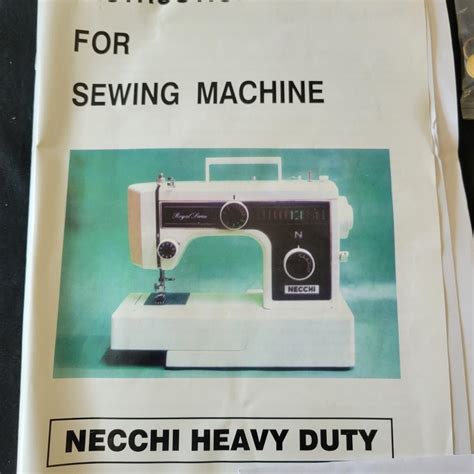 FOR
SEWING MACHINE
Royal Series
N
NECCHI
NECCHI HEAVY DUTY